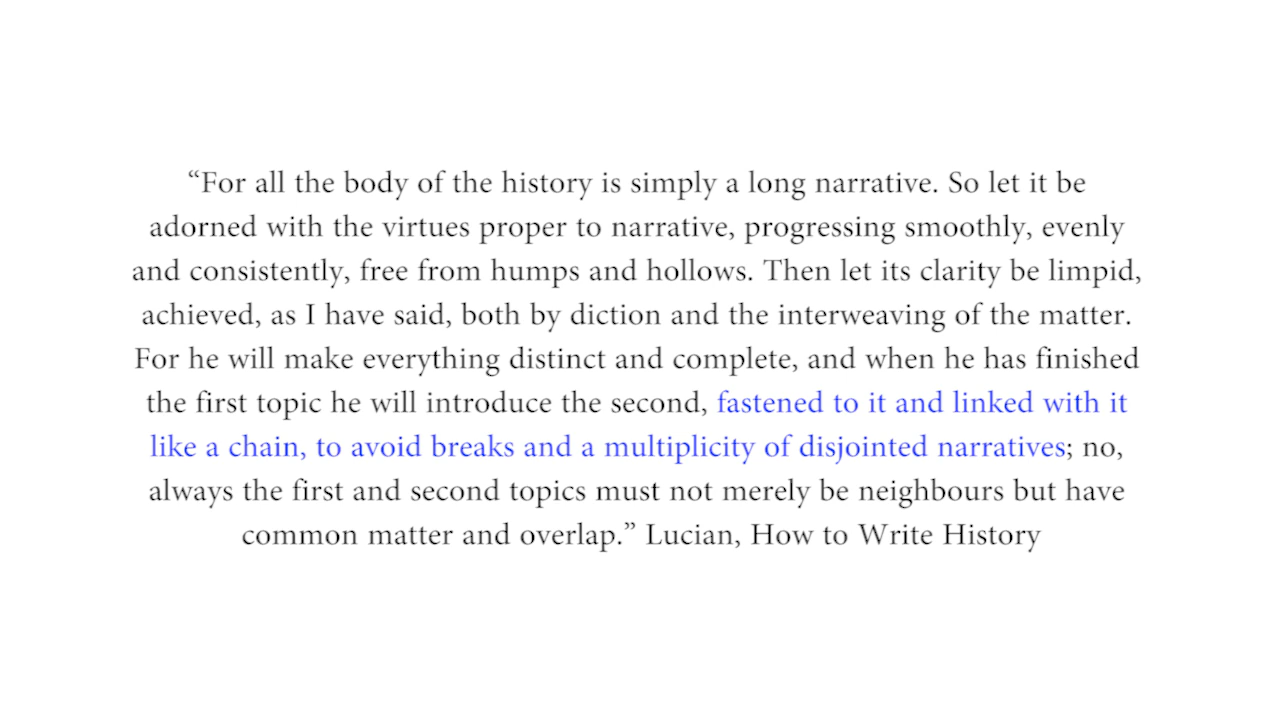 “For all the body of the history is simply a long narrative. So let it be
adorned with the virtues proper to narrative, progressing smoothly, evenly
and consistently, free from humps and hollows. Then let its clarity be limpid,
achieved, as I have said, both by diction and the interweaving of the matter.
For he will make everything distinct and complete, and when he has finished
the first topic he will introduce the second, fastened to it and linked with it
like a chain, to avoid breaks and a multiplicity of disjointed narratives; no,
always the first and second topics must not merely be neighbours but have
common matter and overlap.” Lucian, How to Write History